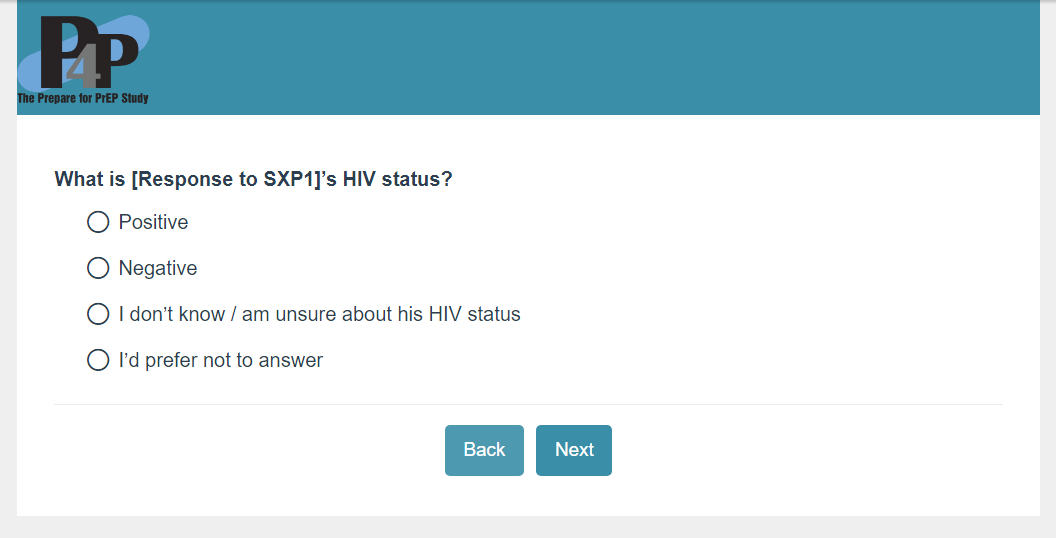 P4P
The Prepare for PrEP Study
What is [Response to SXP1]’s HIV status?
Positive
Negative
I don’t know / am unsure about his HIV status
I’d prefer not to answer
Back
Next